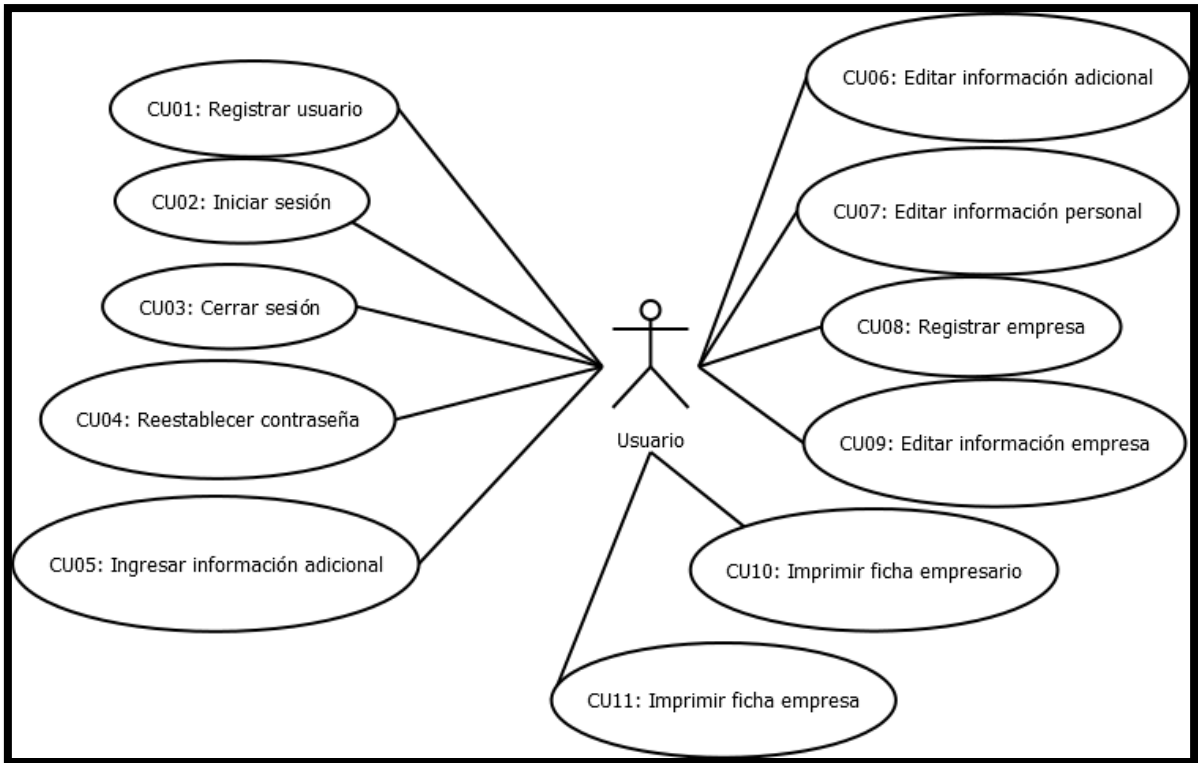 CU01: Registrar usuario
CU02: Iniciar sesión
CU03: Cerrar sesión
CU04: Reestablecer contraseña
CU05: Ingresar información adicional
Usuario
CU06: Editar información adicional
CU07: Editar información personal
CU08: Registrar empresa
CU09: Editar información empresa
CU10: Imprimir ficha empresario
CU11: Imprimir ficha empresa